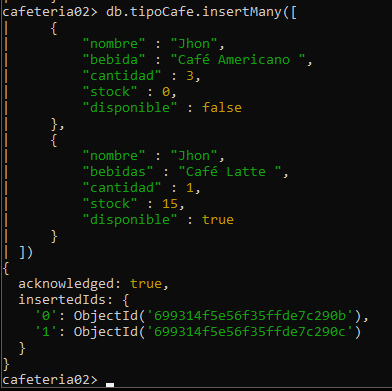 cafeteria02> db.tipoCafe.insertMany([
|     {
|         "nombre" : "Jhon",
|         "bebida" : "Café Americano ",
|         "cantidad" : 3,
|         "stock" : 0,
|         "disponible" : false
|     },
|     {
|         "nombre" : "Jhon",
|         "bebidas" : "Café Latte ",
|         "cantidad" : 1,
|         "stock" : 15,
|         "disponible" : true
|     }
| ])
{
  acknowledged: true,
  insertedIds: {
    '0': ObjectId('699314f5e56f35ffde7c290b'),
    '1': ObjectId('699314f5e56f35ffde7c290c')
  }
}
cafeteria02>